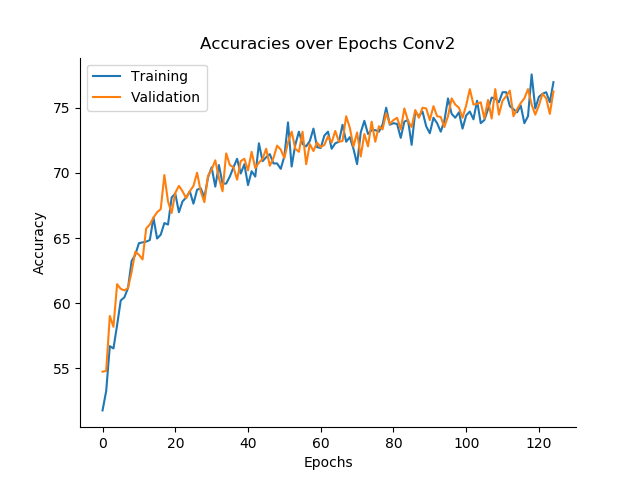 Accuracies over Epochs Conv2
Training
Validation
Accuracy
75
70
65
60
55
0 20 40 60 80 100 120
Epochs